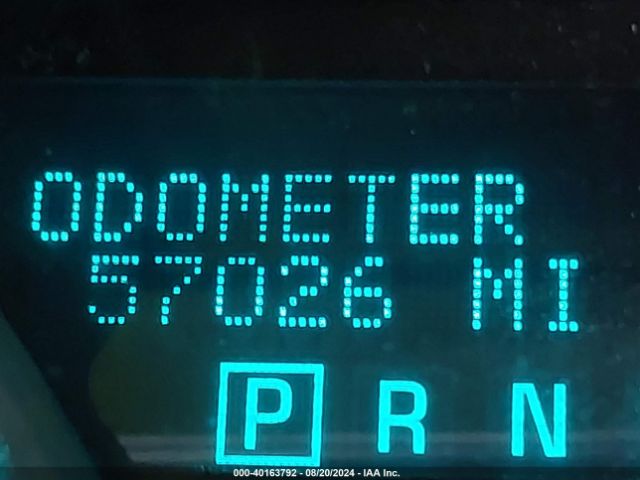 ODOMETER
57026 MI
P R N
000-40163792 - 08/20/2024 - IAA Inc.